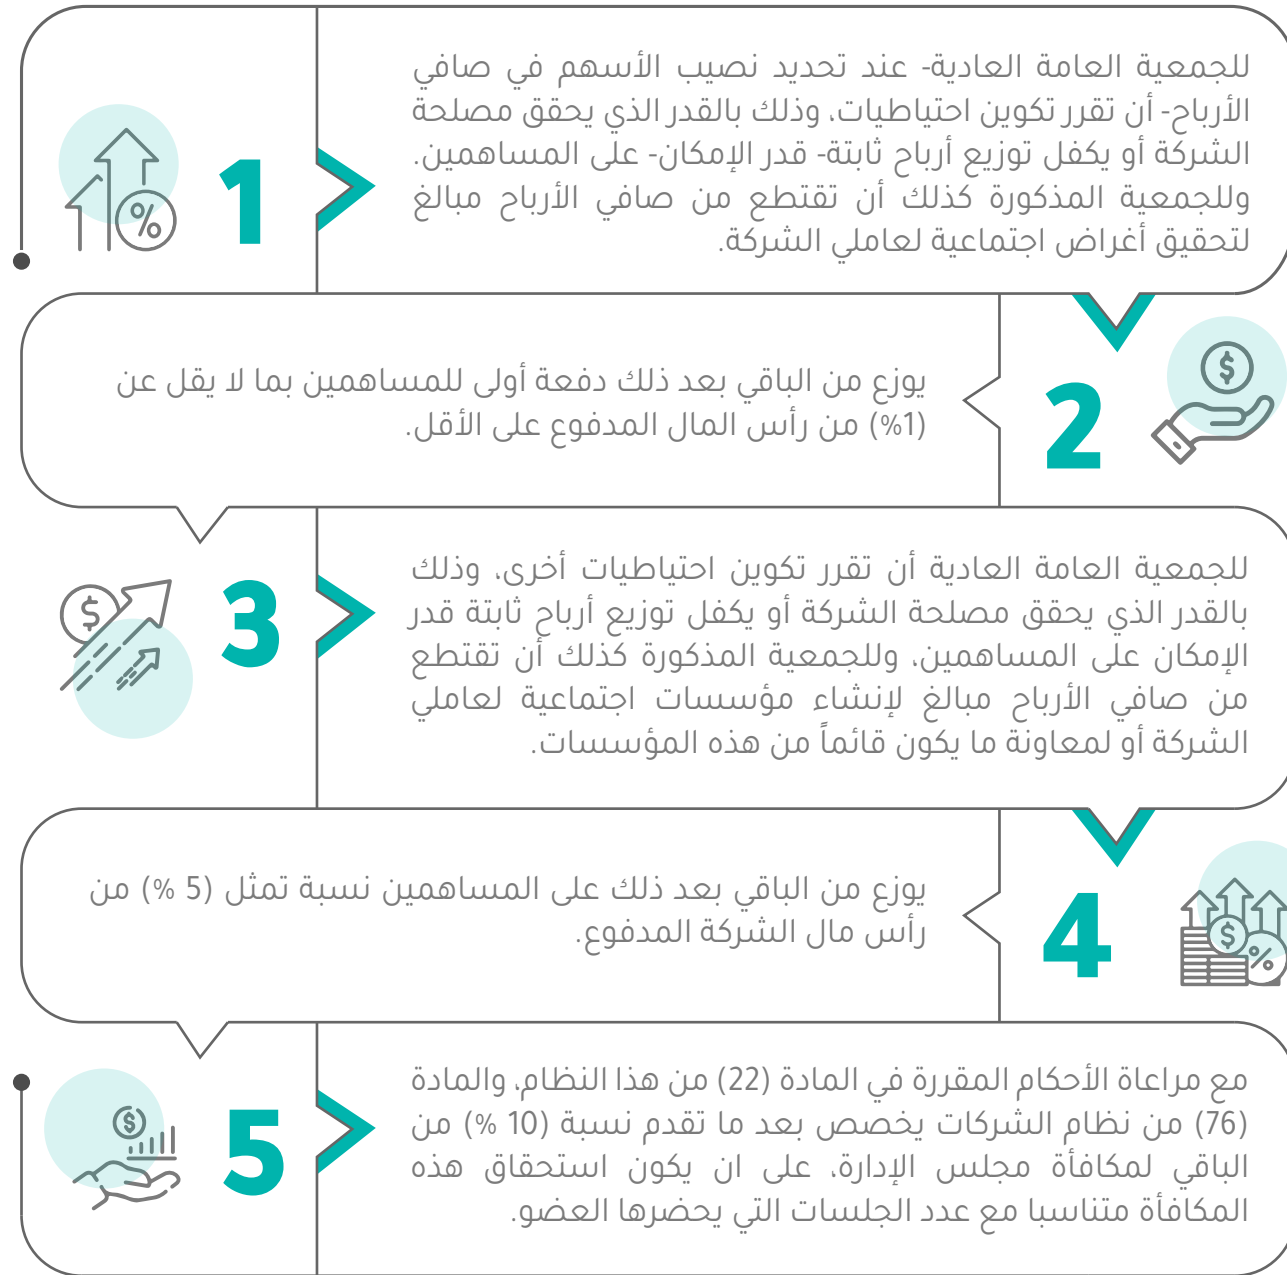 1
للجمعية العامة العادية- عند تحديد نصيب الأسهم في صافي
الأرباح- أن تقرر تكوين احتياطيات، وذلك بالقدر الذي يحقق مصلحة
الشركة أو يكفل توزيع أرباح ثابتة- قدر الإمكان- على المساهمين.
وللجمعية المذكورة كذلك أن تقتطع من صافي الأرباح مبالغ
لتحقيق أغراض اجتماعية لعاملي الشركة.
2
يوزع من الباقي بعد ذلك دفعة أولى للمساهمين بما لا يقل عن
(1%) من رأس المال المدفوع على الأقل.
3
للجمعية العامة العادية أن تقرر تكوين احتياطيات أخرى، وذلك
بالقدر الذي يحقق مصلحة الشركة أو يكفل توزيع أرباح ثابتة قدر
الإمكان على المساهمين، وللجمعية المذكورة كذلك أن تقتطع
من صافي الأرباح مبالغ لإنشاء مؤسسات اجتماعية لعاملي
الشركة أو لمعاونة ما يكون قائماً من هذه المؤسسات.
4
يوزع من الباقي بعد ذلك على المساهمين نسبة تمثل (5 %) من
رأس مال الشركة المدفوع.
5
مع مراعاة الأحكام المقررة في المادة (22) من هذا النظام، والمادة
(76) من نظام الشركات يخصص بعد ما تقدم نسبة (10 %) من
الباقي لمكافأة مجلس الإدارة، على ان يكون استحقاق هذه
المكافأة متناسبا مع عدد الجلسات التي يحضرها العضو.